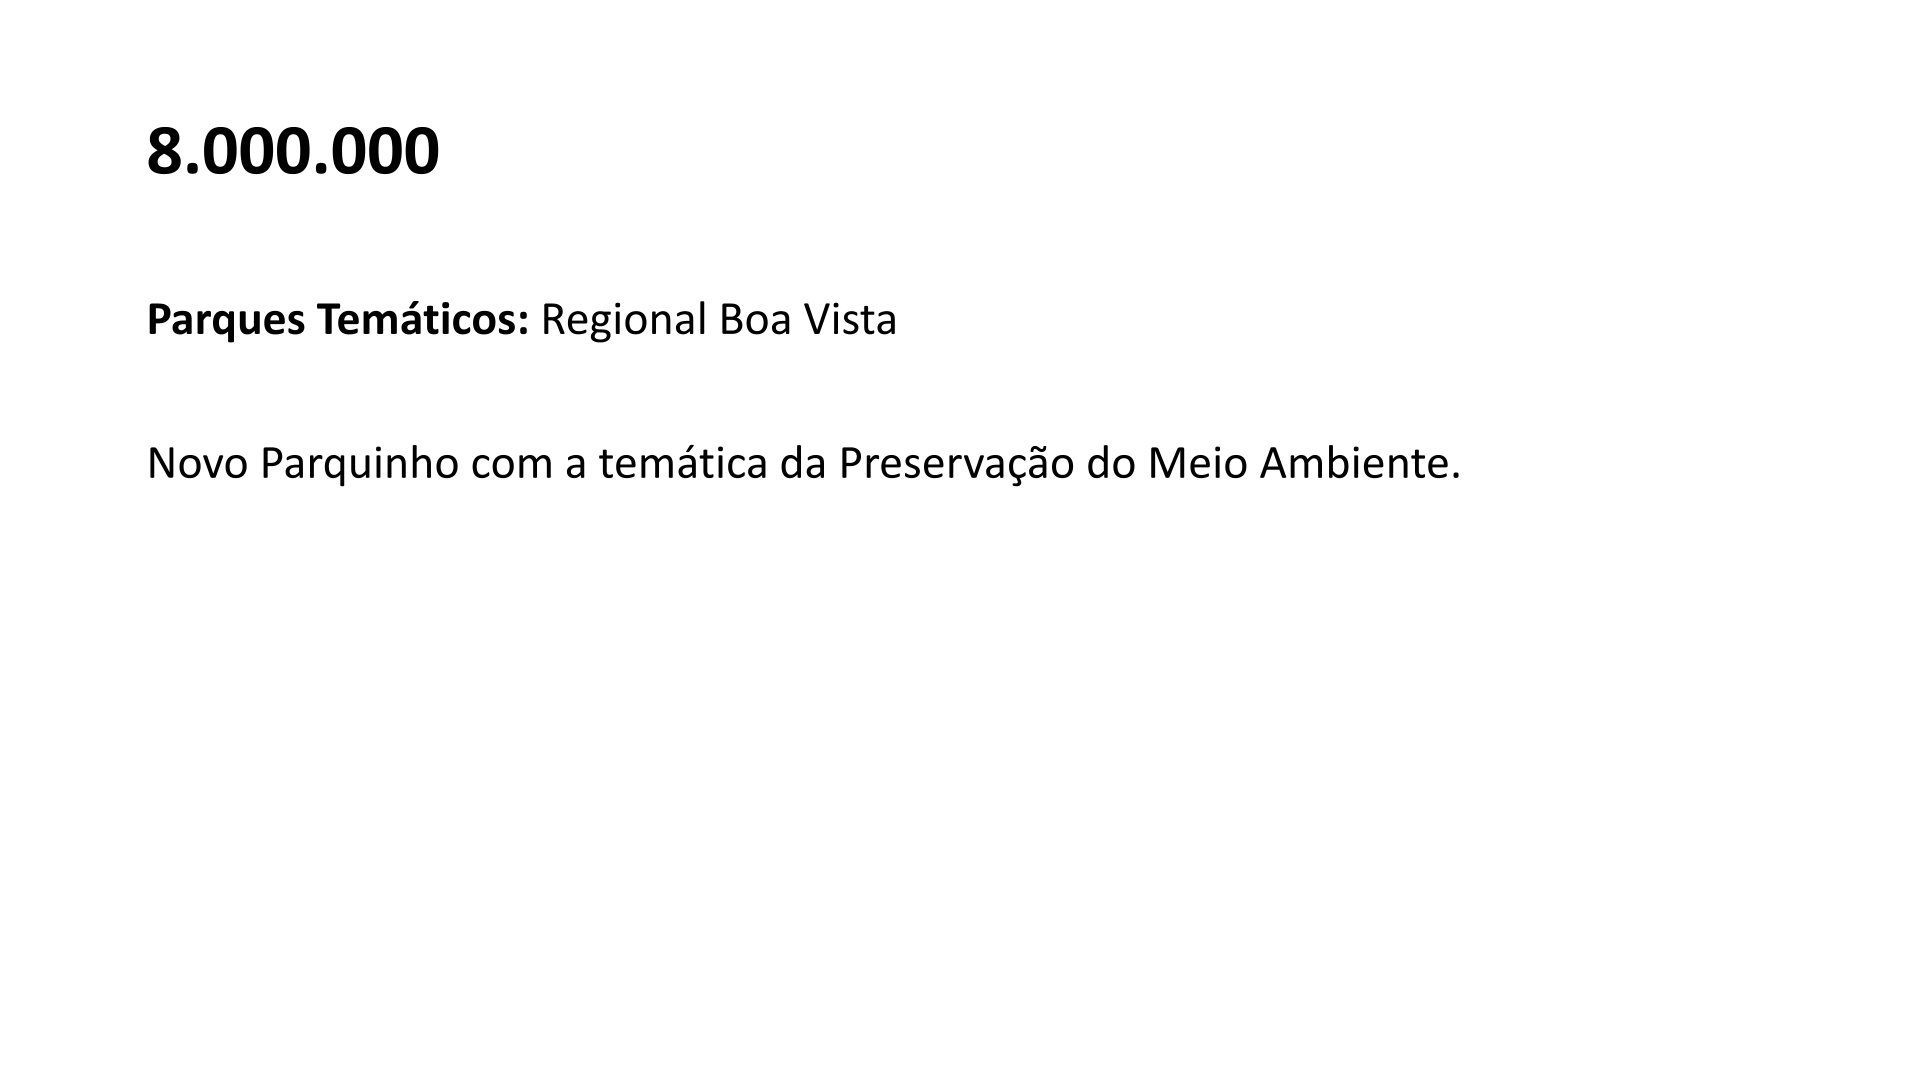 8.000.000
Parques Temáticos: Regional Boa Vista
Novo Parquinho com a temática da Preservação do Meio Ambiente.